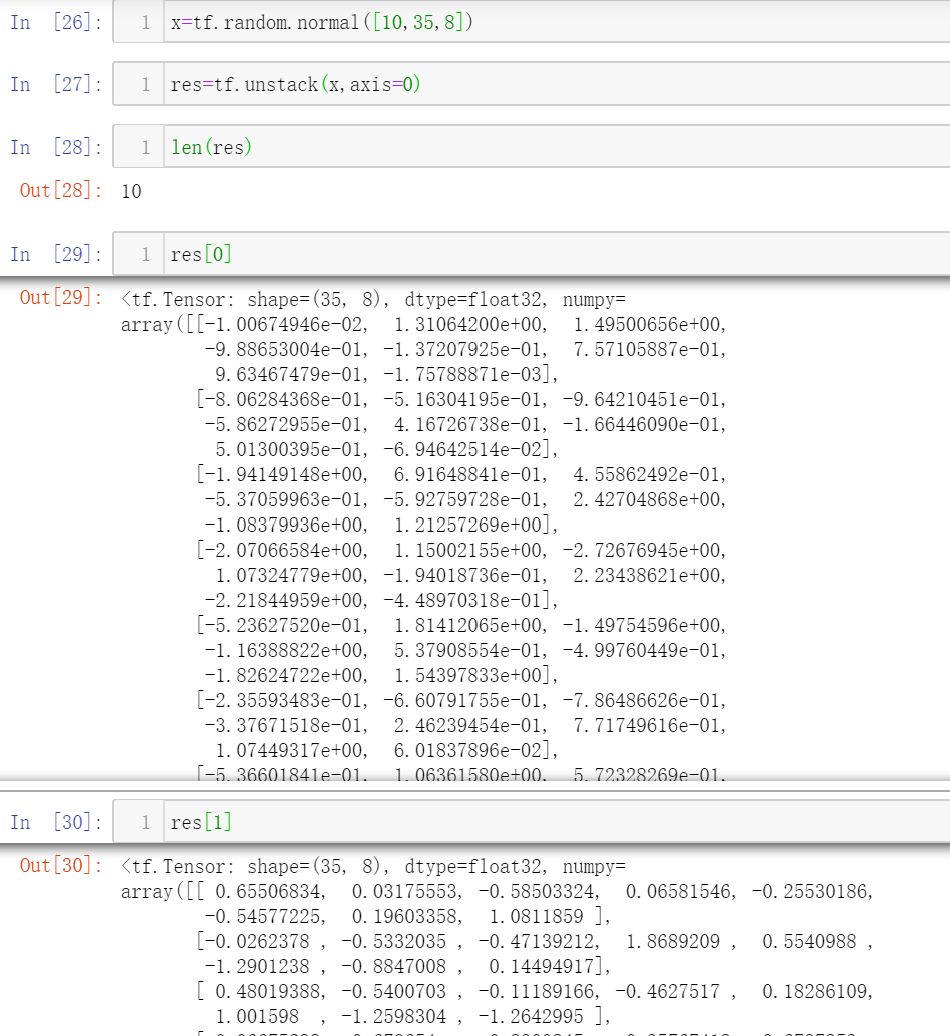 In [26]: 1 x=tf.random.normal([10,35,8])
In [27]: 1 res=tf.unstack(x,axis=0)
In [28]: 1 len(res)
Out[28]: 10
In [29]: 1 res[0]
Out[29]: <tf.Tensor: shape=(35, 8), dtype=float32, numpy=
array([[-1.00674946e-02, 1.31064200e+00, 1.49500656e+00,
-9.88653004e-01, -1.37207925e-01, 7.57105887e-01,
9.63467479e-01, -1.75788871e-03],
[-8.06284368e-01, -5.16304195e-01, -9.64210451e-01,
-5.86272955e-01, 4.16726738e-01, -1.66446090e-01,
5.01300395e-01, -6.94642514e-02],
[-1.94149148e+00, 6.91648841e-01, 4.55862492e-01,
-5.37059963e-01, -5.92759728e-01, 2.42704868e+00,
-1.08379936e+00, 1.21257269e+00],
[-2.07066584e+00, 1.15002155e+00, -2.72676945e+00,
1.07324779e+00, -1.94018736e-01, 2.23438621e+00,
-2.21844959e+00, -4.48970318e-01],
[-5.23627520e-01, 1.81412065e+00, -1.49754596e+00,
-1.16388822e+00, 5.37908554e-01, -4.99760449e-01,
-1.82624722e+00, 1.54397833e+00],
[-2.35593483e-01, -6.60791755e-01, -7.86486626e-01,
-3.37671518e-01, 2.46239454e-01, 7.71749616e-01,
1.07449317e+00, 6.01837896e-02],
[-5.36601841e-01, 1.06361580e+00, 5.72328269e-01,
In [30]: 1 res[1]
Out[30]: <tf.Tensor: shape=(35, 8), dtype=float32, numpy=
array([[ 0.65506834, 0.03175553, -0.58503324, 0.06581546, -0.25530186,
-0.54577225, 0.19603358, 1.0811859 ],
[-0.0262378 , -0.5332035 , -0.47139212, 1.8689209 , 0.5540988 ,
-1.2901238 , -0.8847008 , 0.14494917],
[ 0.48019388, -0.5400703 , -0.11189166, -0.4627517 , 0.18286109,
1.001598 , -1.2598304 , -1.2642995 ],